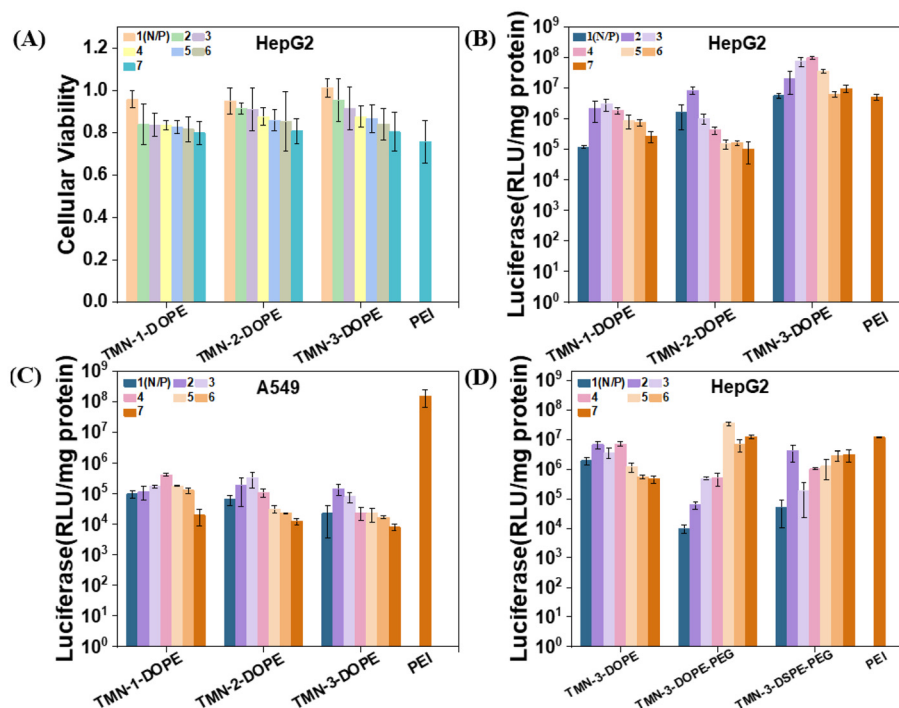 (A)
HepG2
1(N/P) 2 3
4 5 6
7
Cellular Viability
1.2
1.0
0.8
0.6
0.4
0.2
0.0
TMN-1-DOPE TMN-2-DOPE TMN-3-DOPE PEI
(B)
HepG2
1(N/P) 2 3
4 5 6
7
Luciferase(RLU/mg protein)
10⁹
10⁸
10⁷
10⁶
10⁵
10⁴
10³
10²
10¹
10⁰
TMN-1-DOPE TMN-2-DOPE TMN-3-DOPE PEI
(C)
A549
1(N/P) 2 3
4 5 6
7
Luciferase(RLU/mg protein)
10⁹
10⁸
10⁷
10⁶
10⁵
10⁴
10³
10²
10¹
10⁰
TMN-1-DOPE TMN-2-DOPE TMN-3-DOPE PEI
(D)
HepG2
1(N/P) 2 3
4 5 6
7
Luciferase(RLU/mg protein)
10⁹
10⁸
10⁷
10⁶
10⁵
10⁴
10³
10²
10¹
10⁰
TMN-3-DOPE TMN-3-DOPE-PEG TMN-3-DSPE-PEG PEI